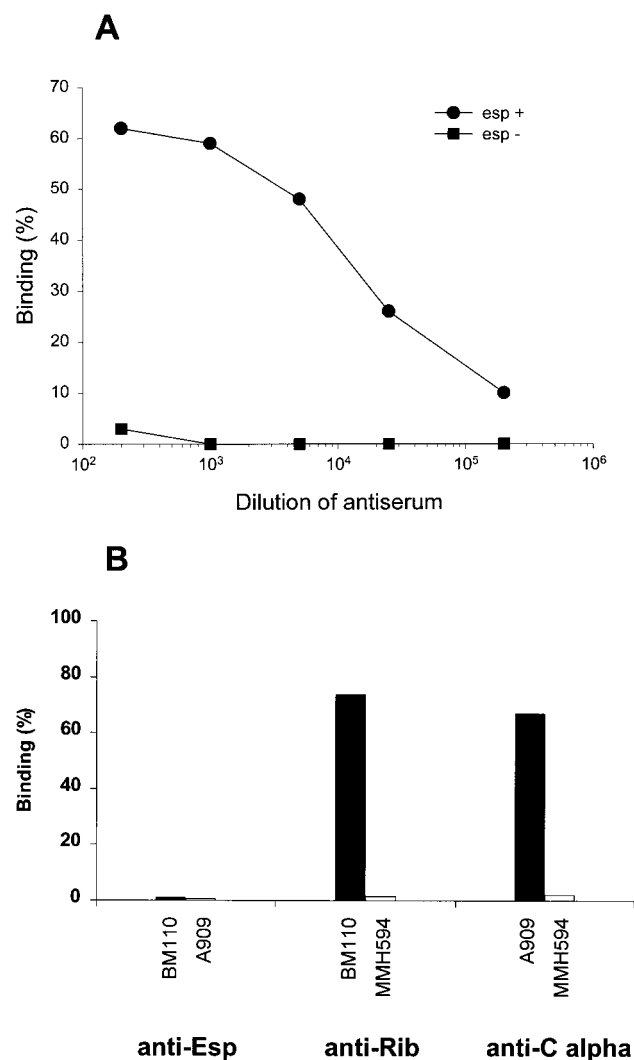 A
70
60
50
40
30
20
10
0
Binding (%)
esp +
esp -
10² 10³ 10⁴ 10⁵ 10⁶
Dilution of antiserum
B
100
80
60
40
20
0
Binding (%)
BM110
A909
BM110
MMH594
A909
MMH594
anti-Esp anti-Rib anti-C alpha